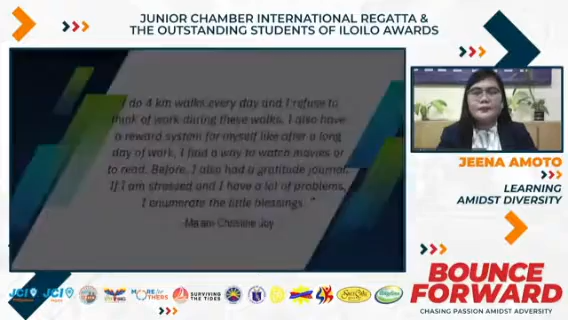 JUNIOR CHAMBER INTERNATIONAL REGATTA &
THE OUTSTANDING STUDENTS OF ILOILO AWARDS
I do 4 km walks every day and I refuse to
think of work during these walks. I also have
a reward system for myself like after a long
day of work, I find a way to watch movies or
to read. Before, I also had a gratitude journal.
If I am stressed and I have a lot of problems,
I enumerate the little blessings. "
-Ma'am Christine Joy
JEENA AMOTO
LEARNING
AMIDST DIVERSITY
BOUNCE
FORWARD
CHASING PASSION AMIDST ADVERSITY
JCI JCI SURVIVING
THE TIDES